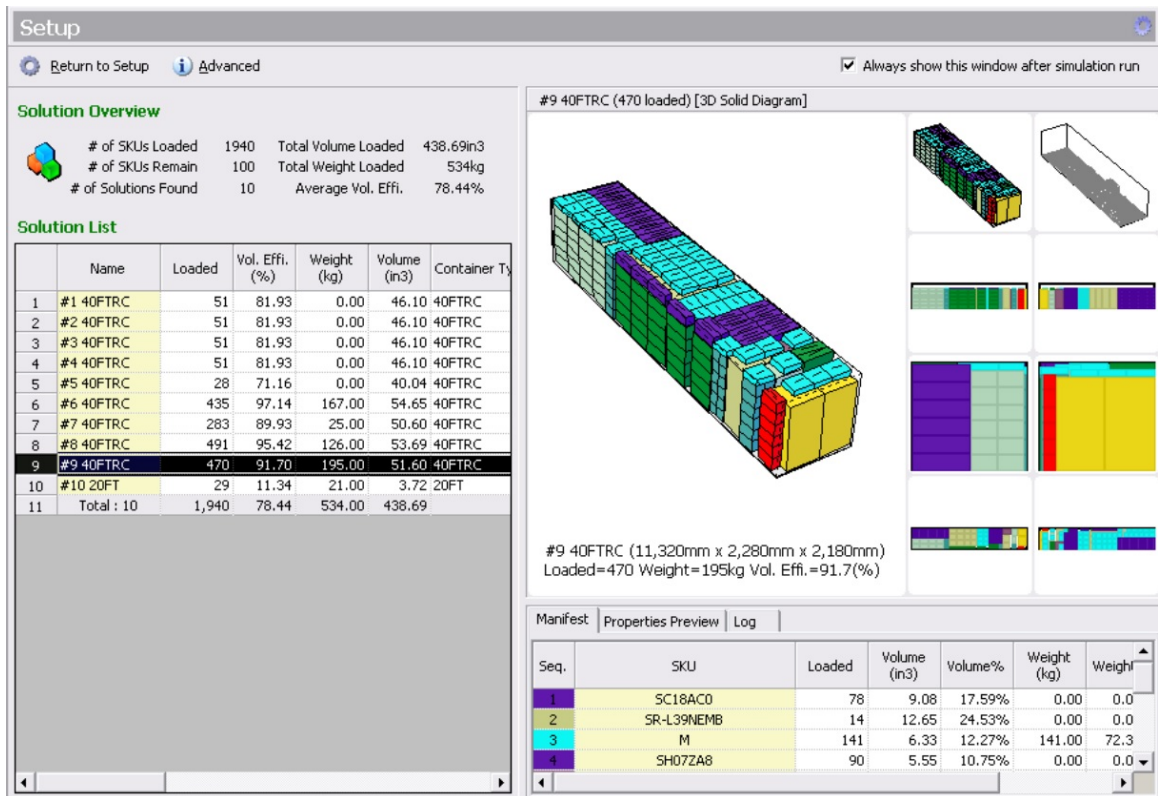 Setup
Return to Setup Advanced
Always show this window after simulation run
Solution Overview
# of SKUs Loaded 1940 Total Volume Loaded 438.69in3
# of SKUs Remain 100 Total Weight Loaded 534kg
# of Solutions Found 10 Average Vol. Effi. 78.44%
Solution List
Name Loaded Vol. Effi. (%) Weight (kg) Volume (in3) Container Ty
1 #1 40FTRC 51 81.93 0.00 46.10 40FTRC
2 #2 40FTRC 51 81.93 0.00 46.10 40FTRC
3 #3 40FTRC 51 81.93 0.00 46.10 40FTRC
4 #4 40FTRC 51 81.93 0.00 46.10 40FTRC
5 #5 40FTRC 28 71.16 0.00 40.04 40FTRC
6 #6 40FTRC 435 97.14 167.00 54.65 40FTRC
7 #7 40FTRC 283 89.93 25.00 50.60 40FTRC
8 #8 40FTRC 491 95.42 126.00 53.69 40FTRC
9 #9 40FTRC 470 91.70 195.00 51.60 40FTRC
10 #10 20FT 29 11.34 21.00 3.72 20FT
11 Total : 10 1,940 78.44 534.00 438.69
#9 40FTRC (470 loaded) [3D Solid Diagram]
#9 40FTRC (11,320mm x 2,280mm x 2,180mm)
Loaded=470 Weight=195kg Vol. Effi.=91.7(%)
Manifest Properties Preview Log
Seq. SKU Loaded Volume (in3) Volume% Weight (kg) Weight
1 SC18AC0 78 9.08 17.59% 0.00 0.0
2 SR-L39NEMB 14 12.65 24.53% 0.00 0.0
3 M 141 6.33 12.27% 141.00 72.3
4 SH07ZA8 90 5.55 10.75% 0.00 0.0